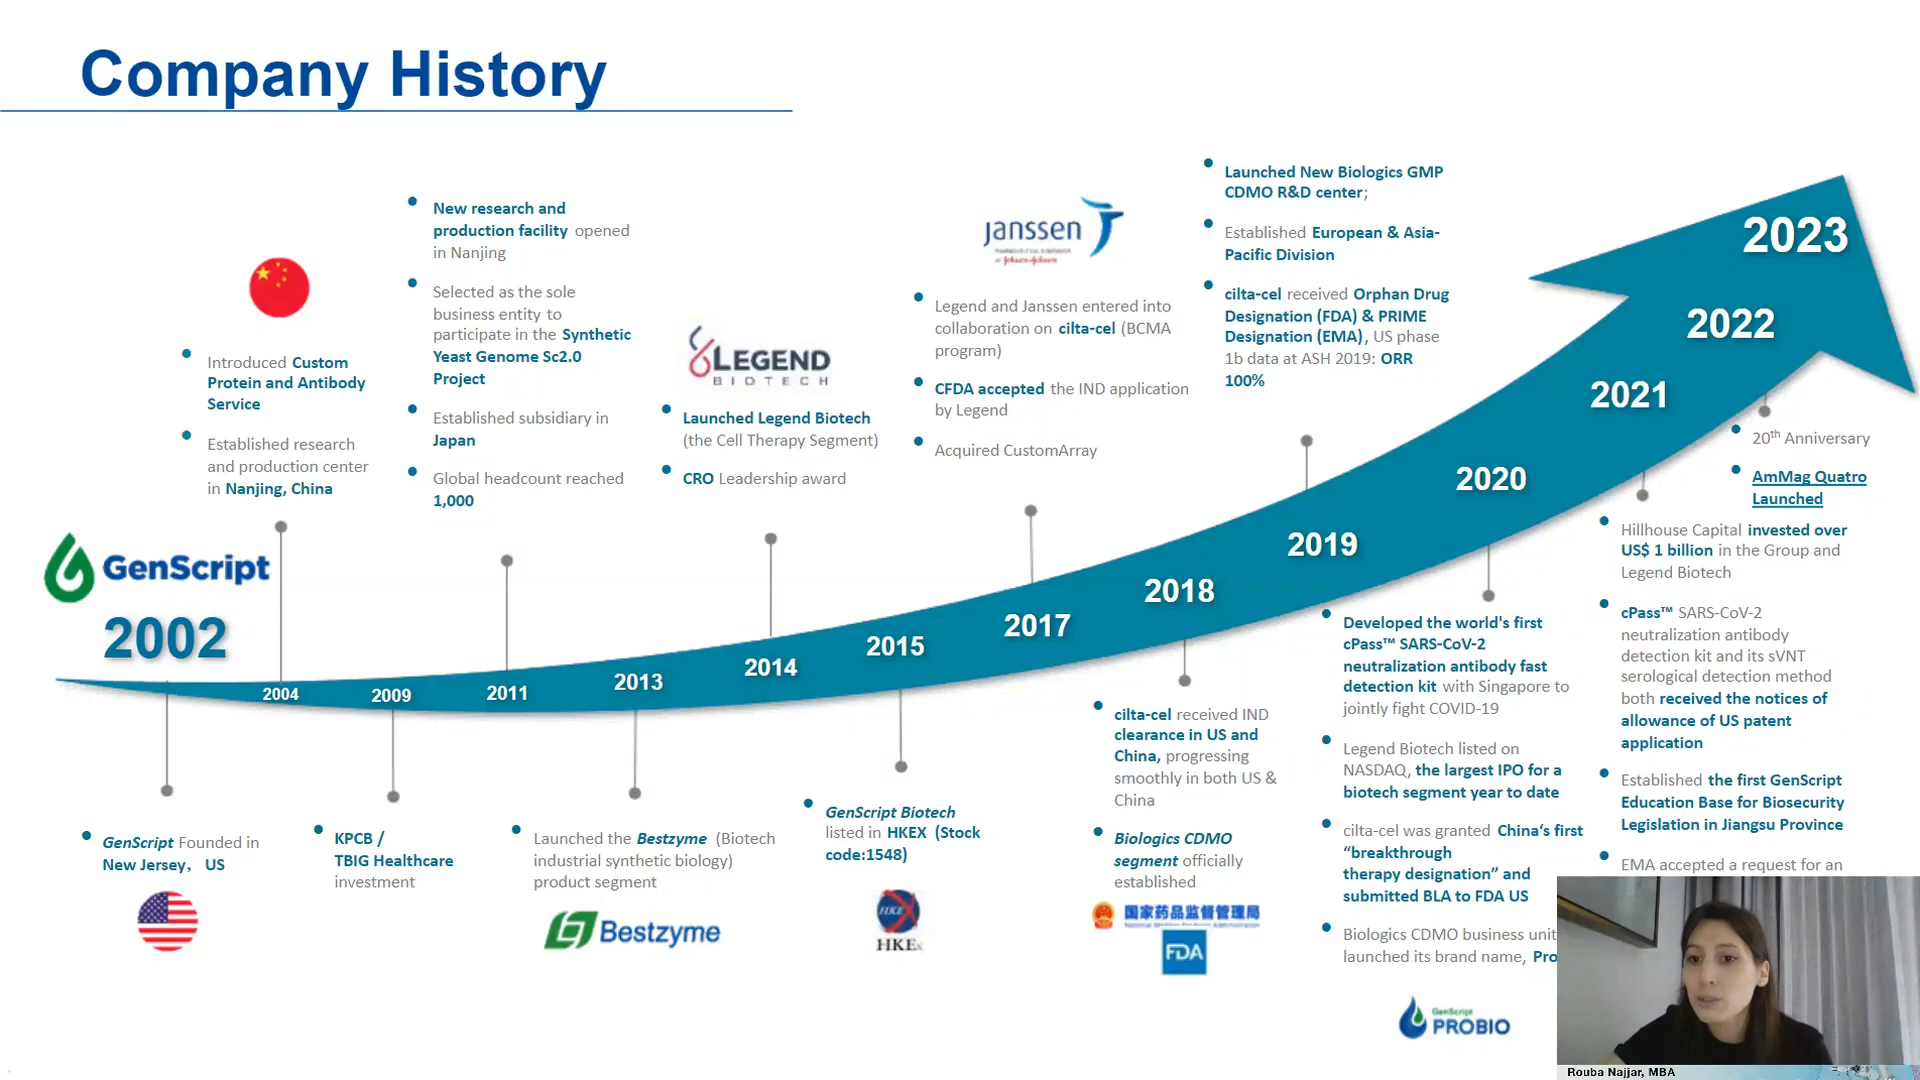 Company History
GenScript
2002
Introduced Custom
Protein and Antibody
Service
Established research
and production center
in Nanjing, China
New research and
production facility opened
in Nanjing
Selected as the sole
business entity to
participate in the Synthetic
Yeast Genome Sc2.0
Project
Established subsidiary in
Japan
Global headcount reached
1,000
LEGEND
BIOTECH
Launched Legend Biotech
(the Cell Therapy Segment)
CRO Leadership award
janssen
Legend and Janssen entered into
collaboration on cilta-cel (BCMA
program)
CFDA accepted the IND application
by Legend
Acquired CustomArray
Launched New Biologics GMP
CDMO R&D center;
Established European & Asia-
Pacific Division
cilta-cel received Orphan Drug
Designation (FDA) & PRIME
Designation (EMA), US phase
1b data at ASH 2019: ORR
100%
2004
2009
2011
2013
2014
2015
2017
2018
2019
2020
2021
2022
2023
GenScript Founded in
New Jersey, US
KPCB /
TBIG Healthcare
investment
Launched the Bestzyme (Biotech
industrial synthetic biology)
product segment
Bestzyme
GenScript Biotech
listed in HKEX (Stock
code:1548)
HKEx
cilta-cel received IND
clearance in US and
China, progressing
smoothly in both US &
China
Biologics CDMO
segment officially
established
国家药品监督管理局
FDA
Developed the world's first
cPass™ SARS-CoV-2
neutralization antibody fast
detection kit with Singapore to
jointly fight COVID-19
Legend Biotech listed on
NASDAQ, the largest IPO for a
biotech segment year to date
cilta-cel was granted China's first
“breakthrough
therapy designation” and
submitted BLA to FDA US
Biologics CDMO business unit
launched its brand name, Pro
GenScript
PROBIO
20th Anniversary
AmMag Quatro
Launched
Hillhouse Capital invested over
US$ 1 billion in the Group and
Legend Biotech
cPass™ SARS-CoV-2
neutralization antibody
detection kit and its sVNT
serological detection method
both received the notices of
allowance of US patent
application
Established the first GenScript
Education Base for Biosecurity
Legislation in Jiangsu Province
EMA accepted a request for an
Rouba Najjar, MBA